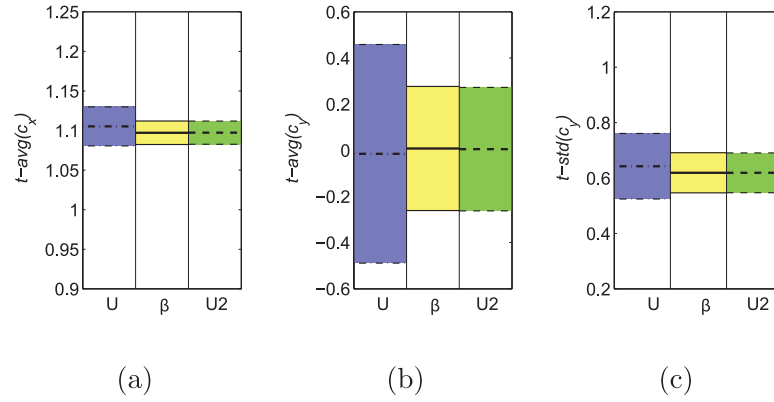 1.25
1.2
1.15
1.1
1.05
1
0.95
0.9
t−avg(c_x)
U β U2
(a)
0.6
0.4
0.2
0
−0.2
−0.4
−0.6
t−avg(c_y)
U β U2
(b)
1
0.8
0.6
0.4
0.2
t−std(c_y)
U β U2
(c)